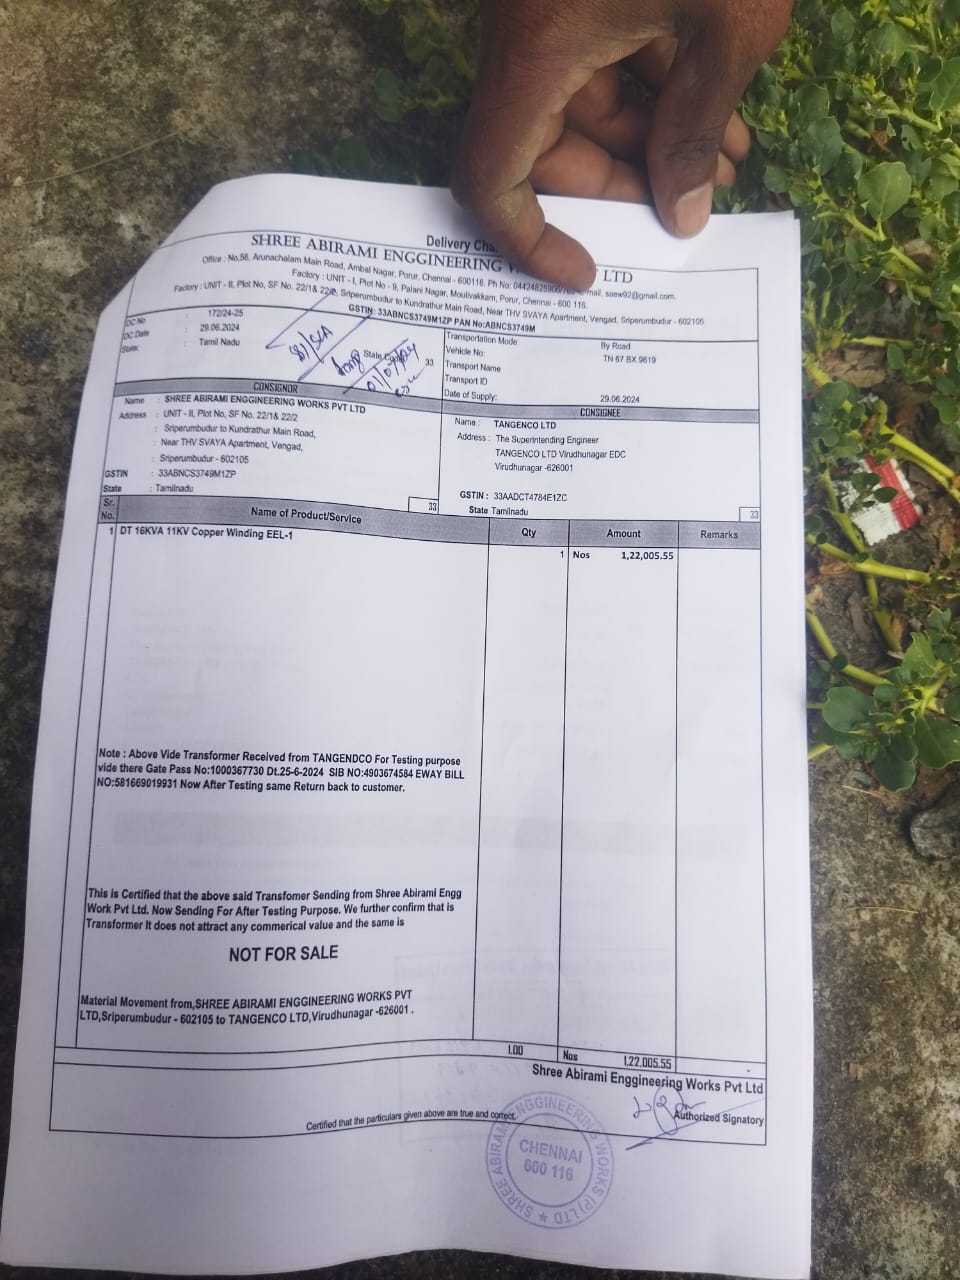 Delivery
SHREE ABIRAMI ENGGINEERING LTD
Office : No,56, Arunachalam Main Road, Ambal Nagar, Porur, Chennai - 600116. Ph No: mail, saew92@gmail.com,
Factory : UNIT - I, Plot No - 9, Palani Nagar, Moulivakkam, Porur, Chennai - 600 116.
Factory : UNIT - II, Plot No, SF No. 22/1& 22/2, Sriperumbudur to Kundrathur Main Road, Near THV SVAYA Apartment, Vengad, Sriperumbudur - 602105
GSTIN: 33ABNCS3749M1ZP PAN No:ABNCS3749M
DC No : 172/24-25
DC Date : 29.06.2024
State: : Tamil Nadu
State Code 33
01/07/24
Transportation Mode: By Road
Vehicle No: TN 67 BX 9619
Transport Name
Transport ID
Date of Supply: 29.06.2024
CONSIGNOR
Name : SHREE ABIRAMI ENGGINEERING WORKS PVT LTD
Address : UNIT - II, Plot No, SF No. 22/1& 22/2
: Sriperumbudur to Kundrathur Main Road,
: Near THV SVAYA Apartment, Vengad,
: Sriperumbudur - 602105
GSTIN : 33ABNCS3749M1ZP
State : Tamilnadu 33
CONSIGNEE
Name : TANGENCO LTD
Address : The Superintending Engineer
TANGENCO LTD Virudhunagar EDC
Virudhunagar -626001
GSTIN : 33AADCT4784E1ZC
State Tamilnadu 33
Sr. No. Name of Product/Service Qty Amount Remarks
1 DT 16KVA 11KV Copper Winding EEL-1 1 Nos 1,22,005.55
Note : Above Vide Transformer Received from TANGENDCO For Testing purpose
vide there Gate Pass No:1000367730 Dt.25-6-2024 SIB NO:4903674584 EWAY BILL
NO:581669019931 Now After Testing same Return back to customer.
This is Certified that the above said Transfomer Sending from Shree Abirami Engg
Work Pvt Ltd. Now Sending For After Testing Purpose. We further confirm that is
Transformer It does not attract any commerical value and the same is
NOT FOR SALE
Material Movement from,SHREE ABIRAMI ENGGINEERING WORKS PVT
LTD,Sriperumbudur - 602105 to TANGENCO LTD,Virudhunagar -626001 .
1.00 Nos 1,22,005.55 -
Shree Abirami Enggineering Works Pvt Ltd
Authorized Signatory
Certified that the particulars given above are true and correct.
SHREE ABIRAMI ENGGINEERING WORKS (P) LTD ★
CHENNAI
600 116